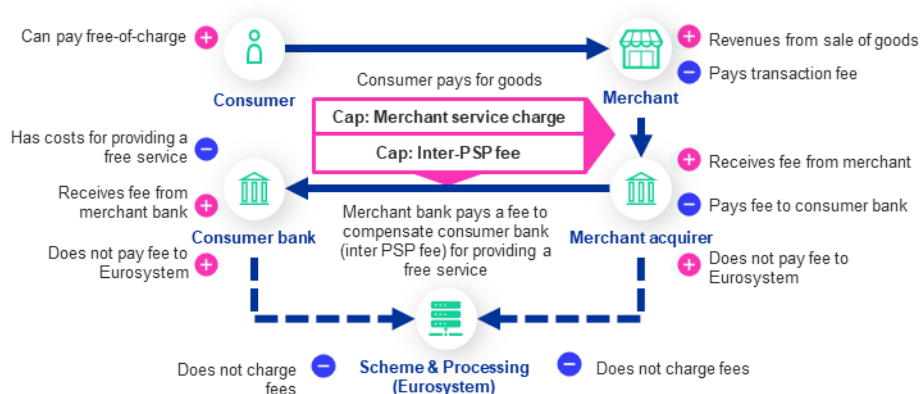 Can pay free-of-charge
Consumer
Consumer pays for goods
Merchant
Revenues from sale of goods
Pays transaction fee
Cap: Merchant service charge
Cap: Inter-PSP fee
Has costs for providing a
free service
Receives fee from
merchant bank
Does not pay fee to
Eurosystem
Consumer bank
Merchant bank pays a fee to
compensate consumer bank
(inter PSP fee) for providing a
free service
Merchant acquirer
Receives fee from merchant
Pays fee to consumer bank
Does not pay fee to
Eurosystem
Does not charge
fees
Scheme & Processing
(Eurosystem)
Does not charge fees